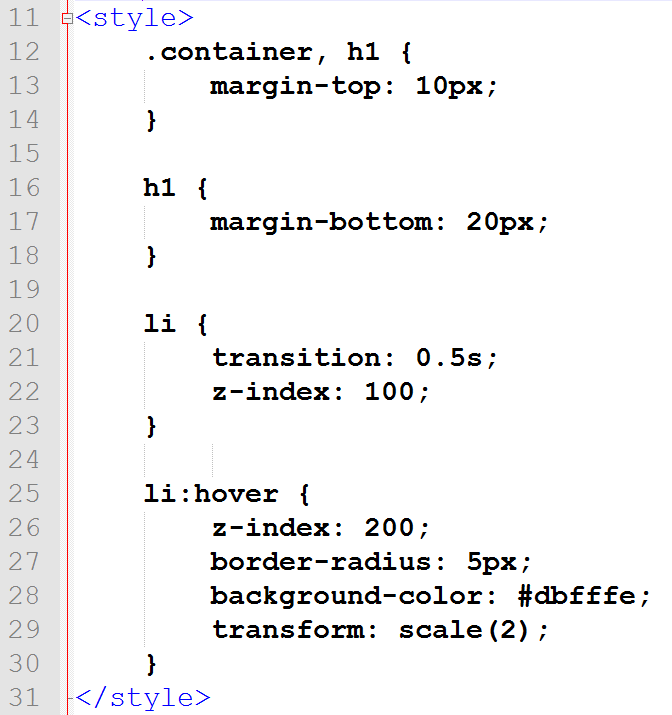 11 <style>
12     .container, h1 {
13         margin-top: 10px;
14     }
15
16     h1 {
17         margin-bottom: 20px;
18     }
19
20     li {
21         transition: 0.5s;
22         z-index: 100;
23     }
24
25     li:hover {
26         z-index: 200;
27         border-radius: 5px;
28         background-color: #dbfffe;
29         transform: scale(2);
30     }
31 </style>